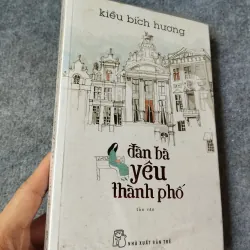 kiều bích hương
đàn bà
yêu
thành phố
tản văn
NHÀ XUẤT BẢN TRẺ